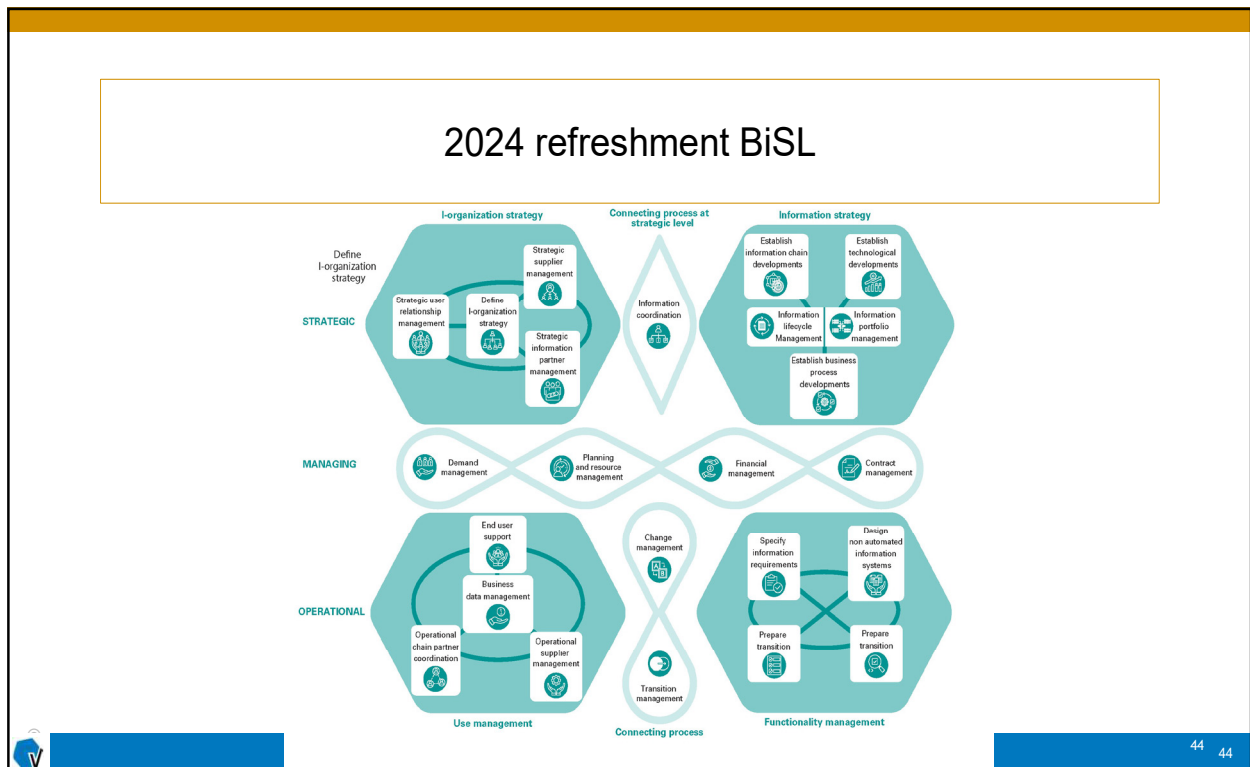 2024 refreshment BiSL
I-organization strategy
Connecting process at
strategic level
Information strategy
Define
I-organization
strategy
STRATEGIC
Strategic
supplier
management
Strategic user
relationship
management
Define
I-organization
strategy
Strategic
information
partner
management
Information
coordination
Establish
information chain
developments
Establish
technological
developments
Information
lifecycle
Management
Information
portfolio
management
Establish business
process
developments
MANAGING
Demand
management
Planning
and resource
management
Financial
management
Contract
management
OPERATIONAL
End user
support
Business
data management
Operational
chain partner
coordination
Operational
supplier
management
Change
management
Transition
management
Specify
information
requirements
Design
non automated
information
systems
Prepare
transition
Prepare
transition
Use management
Connecting process
Functionality management
44
44